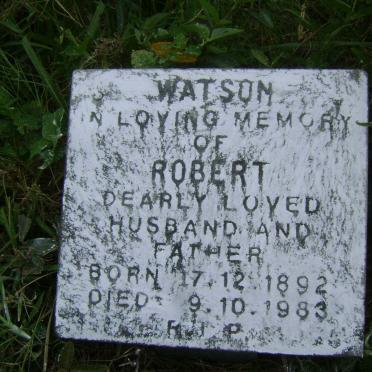 WATSON
IN LOVING MEMORY
OF
ROBERT
DEARLY LOVED
HUSBAND AND
FATHER
BORN 17.12.1892
DIED 9.10.1983
R.I.P.